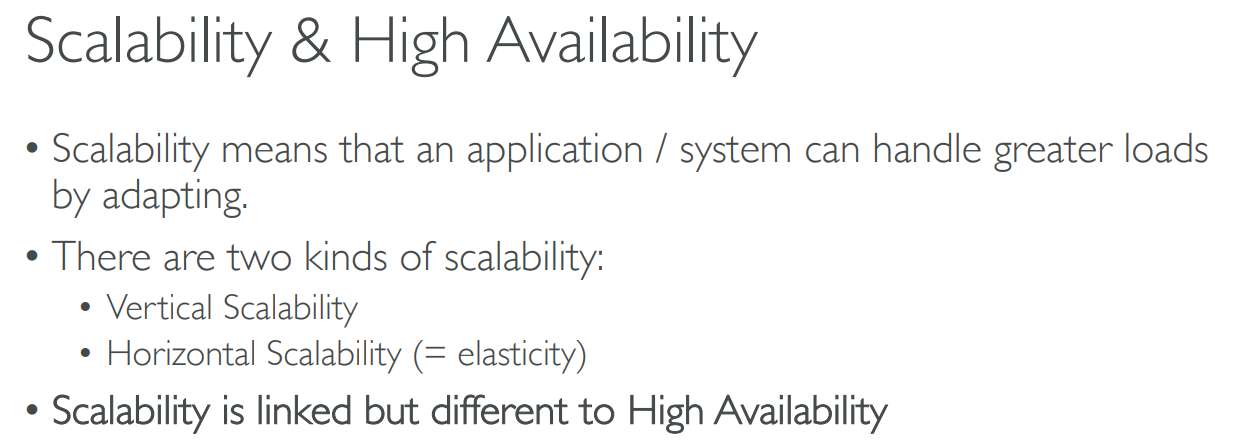 Scalability & High Availability
• Scalability means that an application / system can handle greater loads
by adapting.
• There are two kinds of scalability:
• Vertical Scalability
• Horizontal Scalability (= elasticity)
• Scalability is linked but different to High Availability